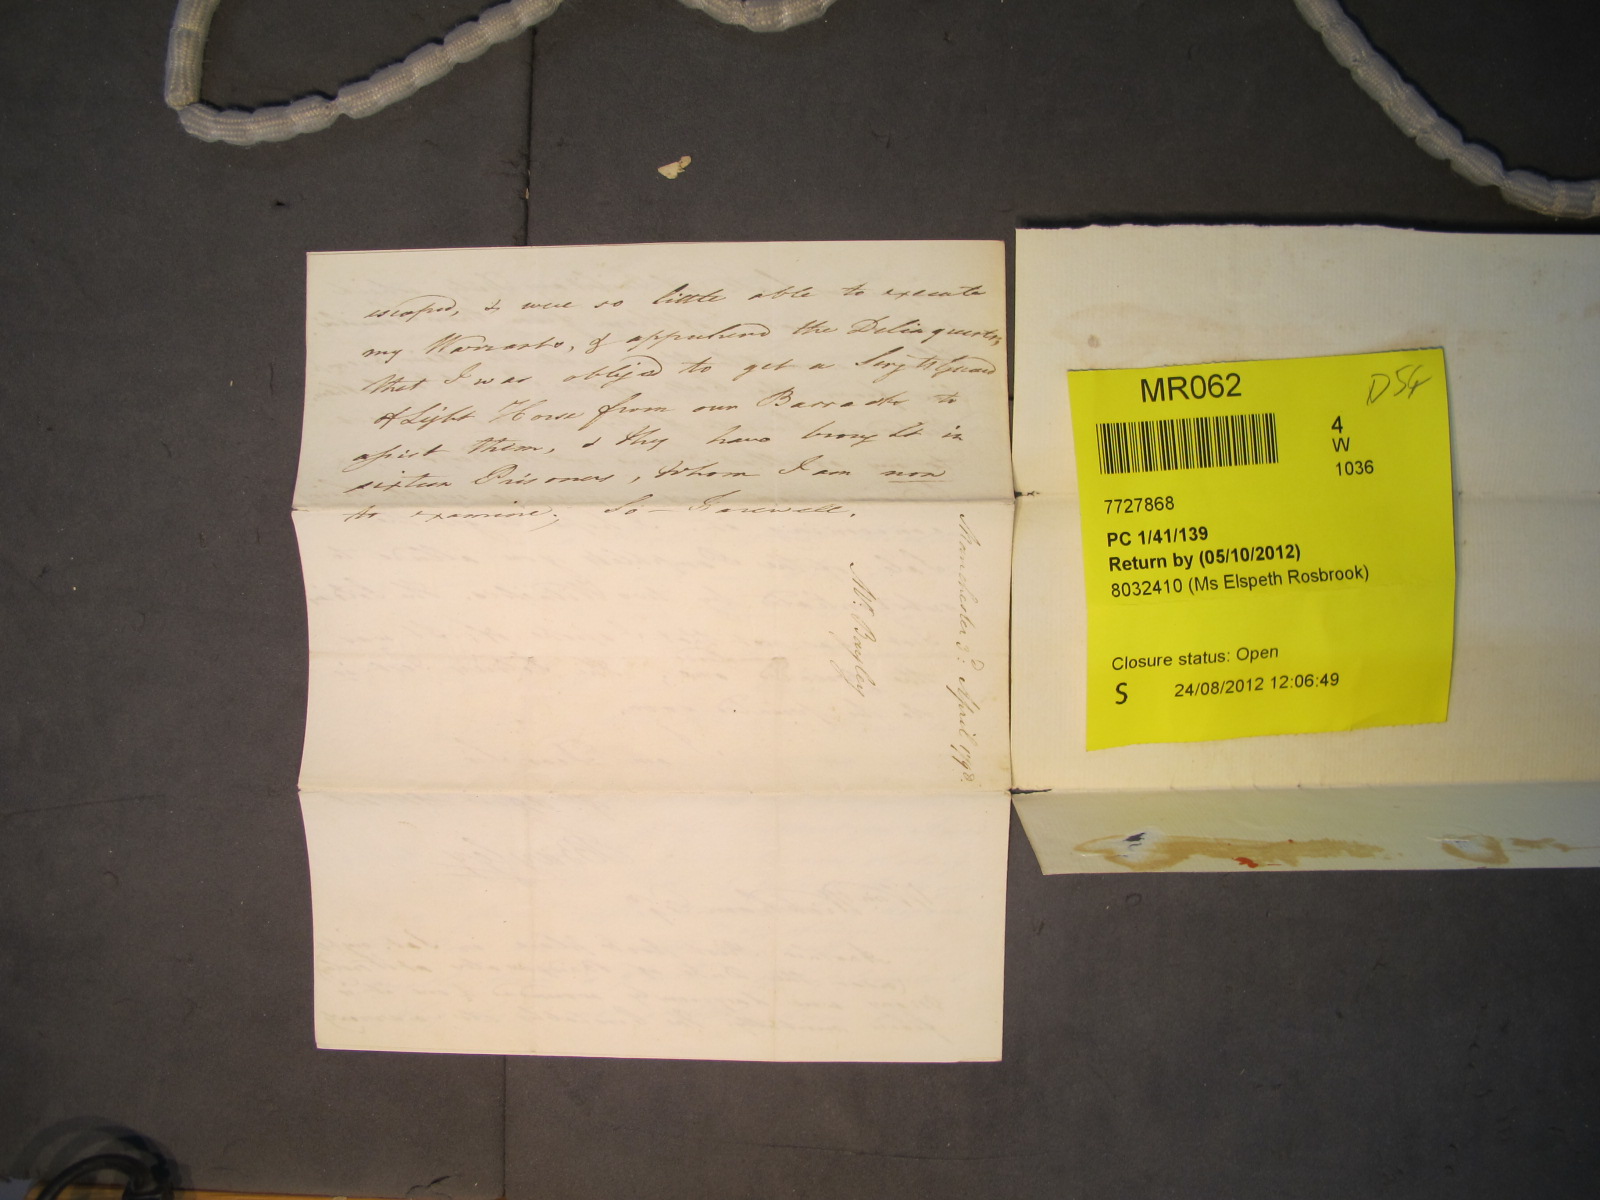 escaped, & were so little able to execute
my Warrants, & apprehend the Delinquents,
that I was oblig'd to get a Serjts Guard
of Light Horse from our Barracks to
assist them, & they have brought in
sixteen Prisoners, whom I am now
to examine. So — Farewell.
Manchester 3d: April 1798.
Mr. Bayley
MR062
D54
4
W
1036
7727868
PC 1/41/139
Return by (05/10/2012)
8032410 (Ms Elspeth Rosbrook)
Closure status: Open
S 24/08/2012 12:06:49